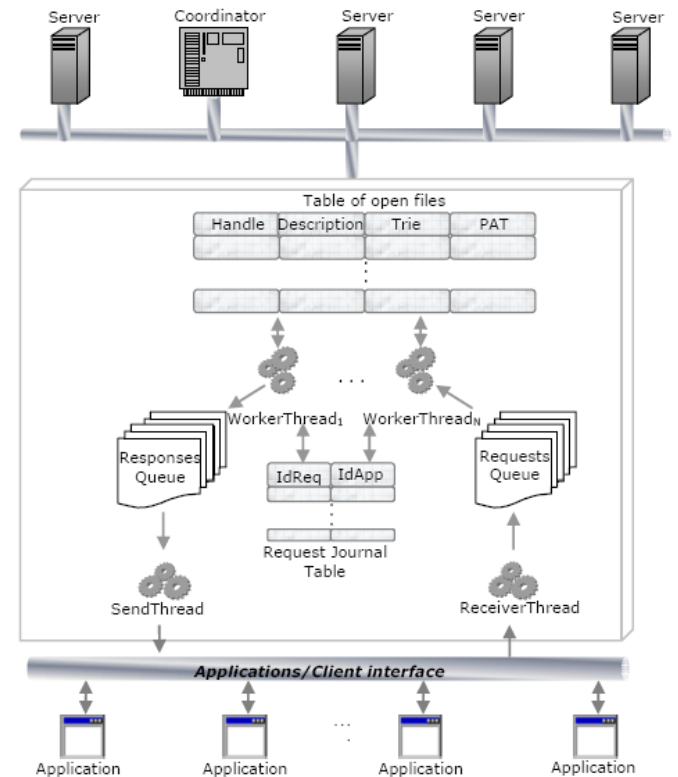 Server
Coordinator
Server
Server
Server
Table of open files
Handle Description Trie PAT
. . .
WorkerThread1 WorkerThreadN
Responses
Queue
IdReq IdApp
Requests
Queue
Request Journal
Table
SendThread
ReceiverThread
Applications/Client interface
...
Application
Application
Application
Application